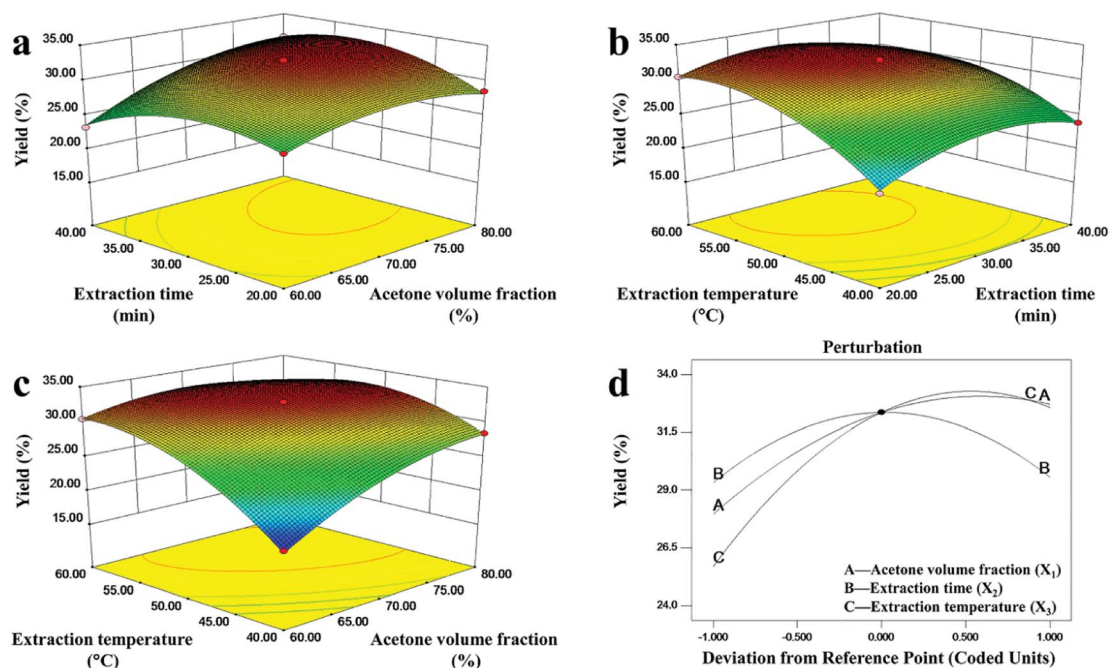 a
35.00
30.00
25.00
20.00
15.00
Yield (%)
40.00
35.00
30.00
25.00
20.00
Extraction time
(min)
60.00
65.00
70.00
75.00
80.00
Acetone volume fraction
(%)
b
35.00
30.00
25.00
20.00
15.00
Yield (%)
60.00
55.00
50.00
45.00
40.00
Extraction temperature
(°C)
20.00
25.00
30.00
35.00
40.00
Extraction time
(min)
c
35.00
30.00
25.00
20.00
15.00
Yield (%)
60.00
55.00
50.00
45.00
40.00
Extraction temperature
(°C)
60.00
65.00
70.00
75.00
80.00
Acetone volume fraction
(%)
d
Perturbation
34.0
31.5
29.0
26.5
24.0
Yield (%)
B
A
C
C A
B
A—Acetone volume fraction (X₁)
B—Extraction time (X₂)
C—Extraction temperature (X₃)
-1.000
-0.500
0.000
0.500
1.000
Deviation from Reference Point (Coded Units)